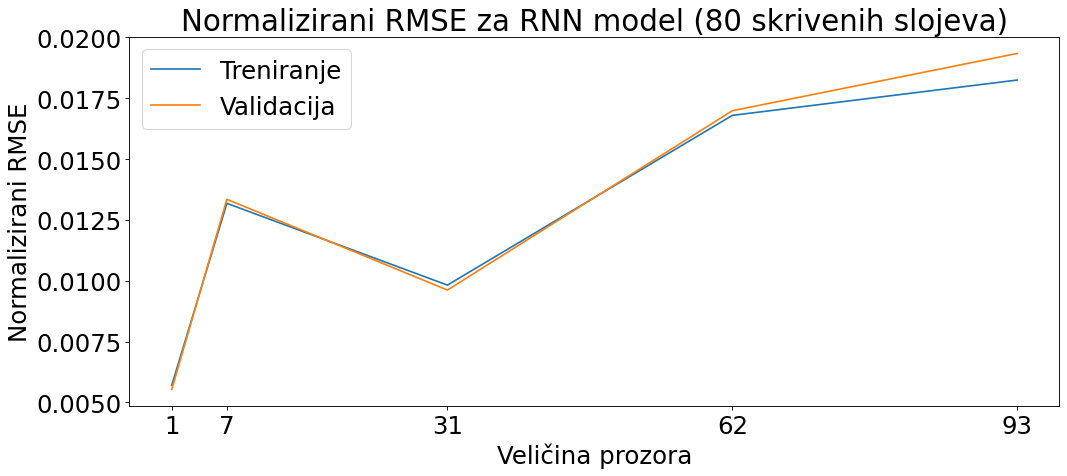 Normalizirani RMSE za RNN model (80 skrivenih slojeva)
Normalizirani RMSE
0.0200
0.0175
0.0150
0.0125
0.0100
0.0075
0.0050
Treniranje
Validacija
1 7 31 62 93
Veličina prozora